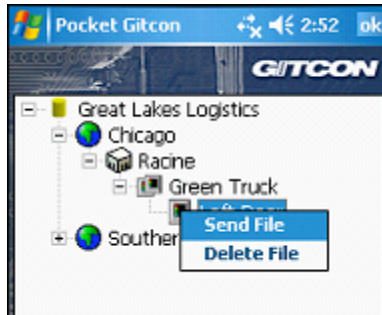 Pocket Gitcon 2:52 ok
GITCON
Great Lakes Logistics
Chicago
Racine
Green Truck
Souther
Send File
Delete File